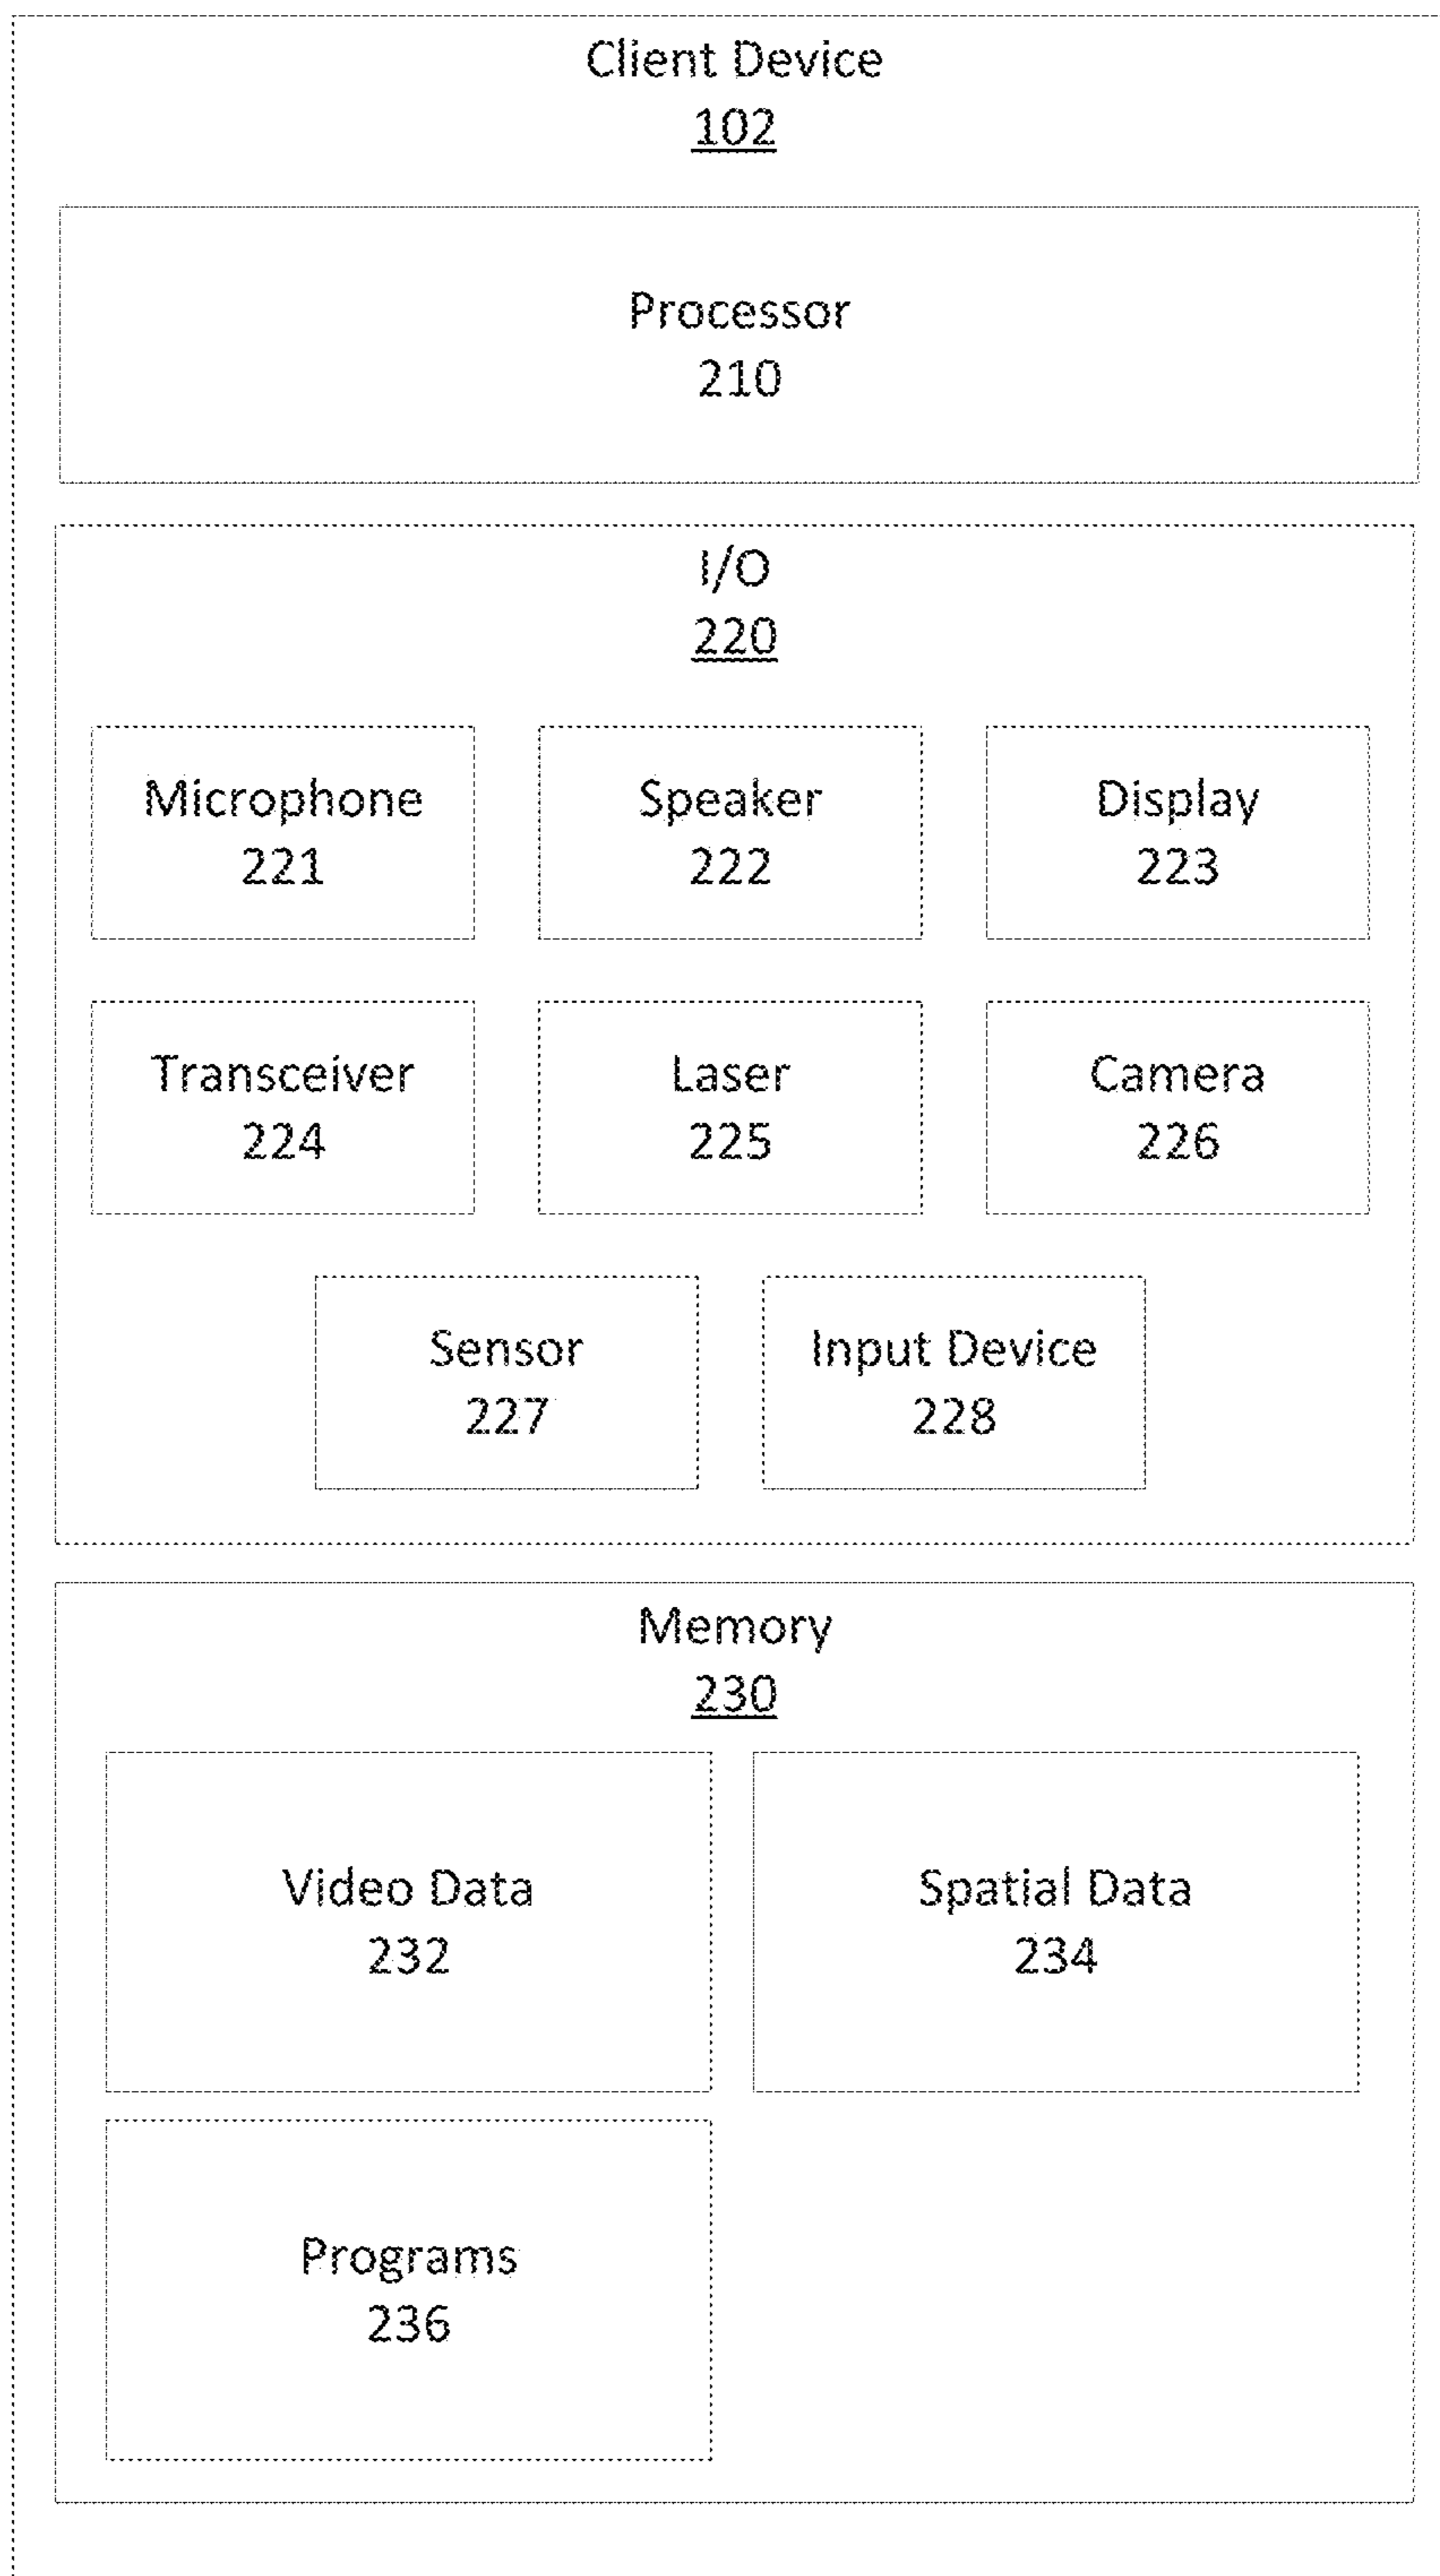 Client Device
102
Processor
210
I/O
220
Microphone
221
Speaker
222
Display
223
Transceiver
224
Laser
225
Camera
226
Sensor
227
Input Device
228
Memory
230
Video Data
232
Spatial Data
234
Programs
236